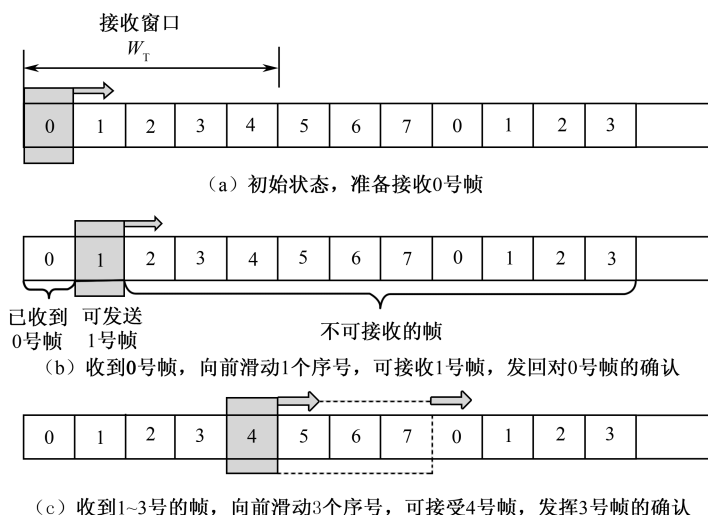 接收窗口
W_T
0 1 2 3 4 5 6 7 0 1 2 3
（a）初始状态，准备接收0号帧
0 1 2 3 4 5 6 7 0 1 2 3
已收到 可发送 不可接收的帧
0号帧 1号帧
（b）收到0号帧，向前滑动1个序号，可接收1号帧，发回对0号帧的确认
0 1 2 3 4 5 6 7 0 1 2 3
（c）收到1~3号的帧，向前滑动3个序号，可接受4号帧，发挥3号帧的确认